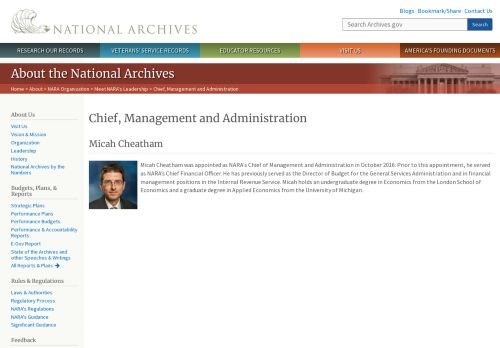 Blogs · Bookmark/Share · Contact Us
NATIONAL ARCHIVES
Search Archives.gov
Search
RESEARCH OUR RECORDS
VETERANS' SERVICE RECORDS
EDUCATOR RESOURCES
VISIT US
AMERICA'S FOUNDING DOCUMENTS
About the National Archives
Home > About > NARA Organization > Meet NARA's Leadership > Chief, Management and Administration
About Us
Visit Us
Vision & Mission
Organization
Leadership
History
National Archives by the
Numbers
Budgets, Plans, &
Reports
Strategic Plans
Performance Plans
Performance Budgets
Performance & Accountability
Reports
E-Gov Report
State of the Archives and
other Speeches & Writings
All Reports & Plans →
Rules & Regulations
Laws & Authorities
Regulatory Process
NARA's Regulations
NARA's Guidance
Significant Guidance
Feedback
Chief, Management and Administration
Micah Cheatham
Micah Cheatham was appointed as NARA's Chief of Management and Administration in October 2016. Prior to this appointment, he served
as NARA's Chief Financial Officer. He has previously served as the Director of Budget for the General Services Administration and in financial
management positions in the Internal Revenue Service. Micah holds an undergraduate degree in Economics from the London School of
Economics and a graduate degree in Applied Economics from the University of Michigan.